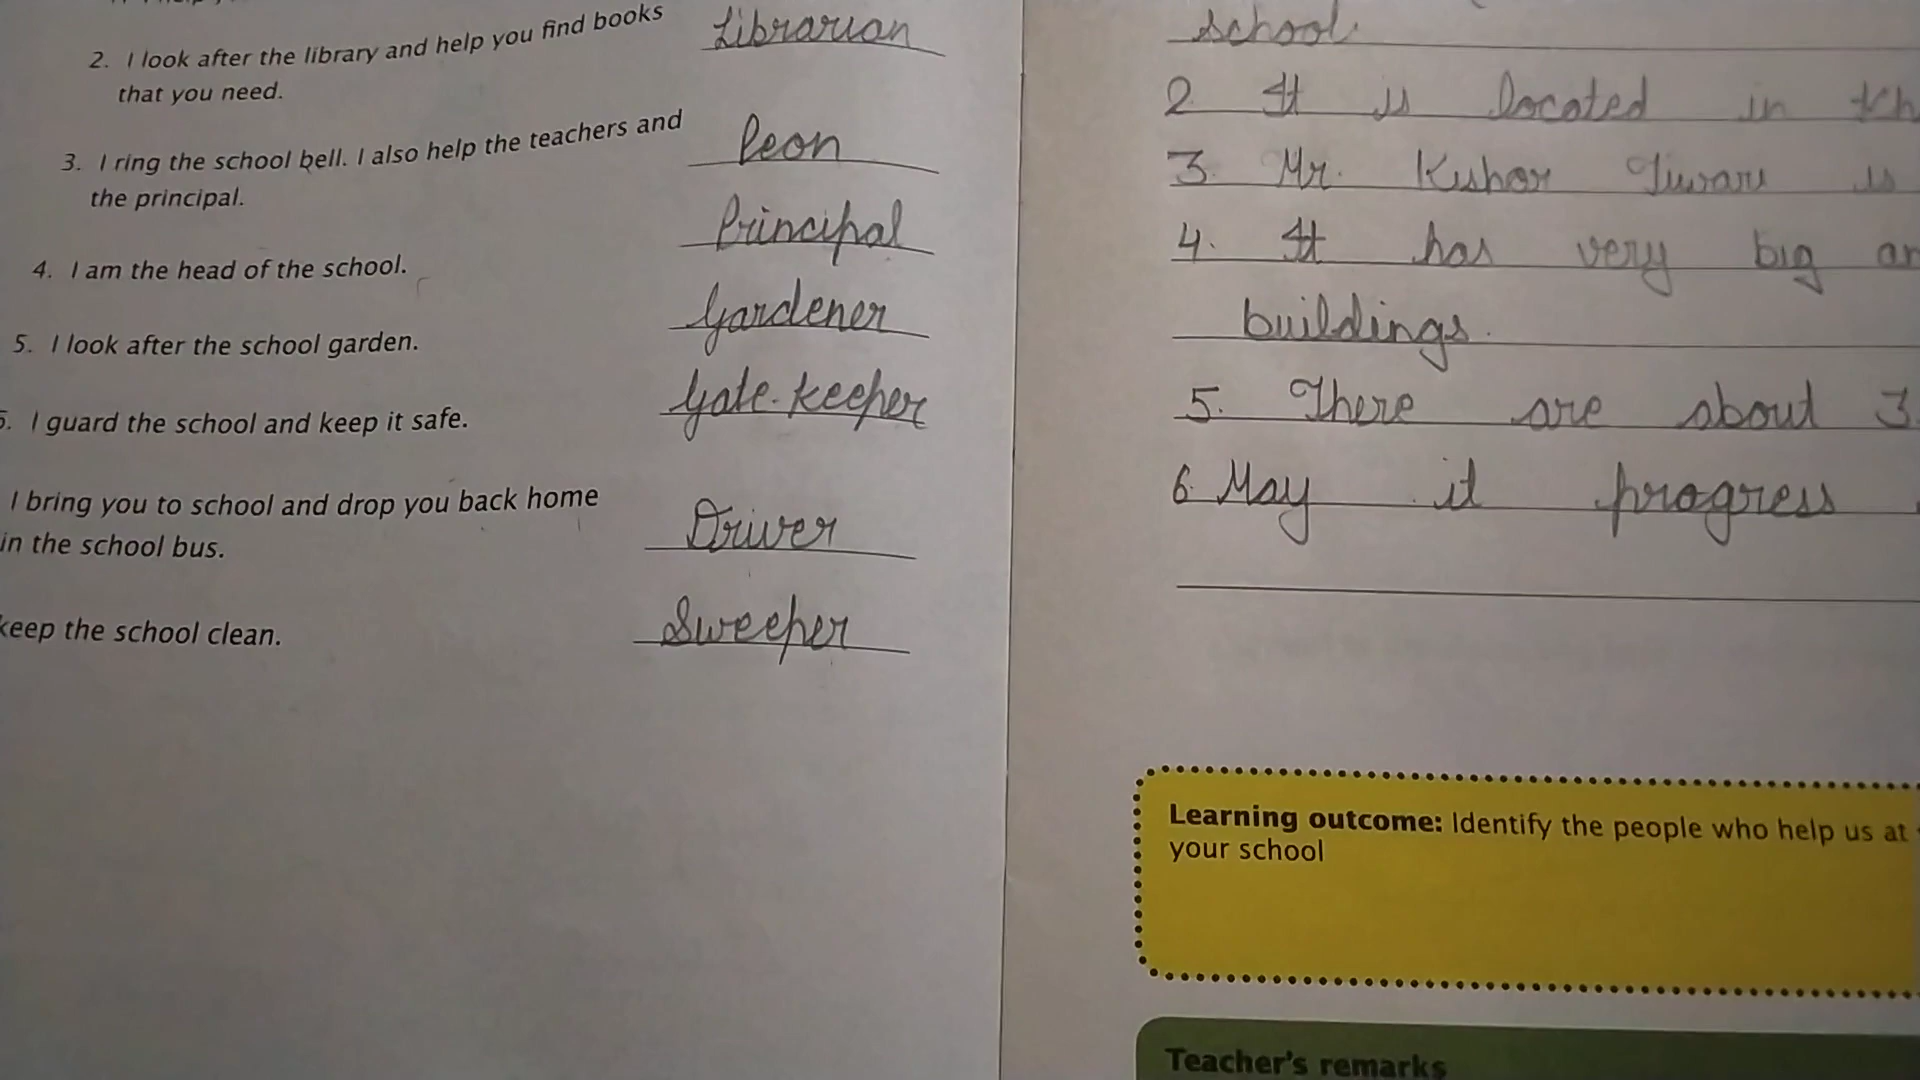 2. I look after the library and help you find books Librarian
that you need.
3. I ring the school bell. I also help the teachers and Peon
the principal.
4. I am the head of the school. Principal
5. I look after the school garden. Gardener
6. I guard the school and keep it safe. Gate-keeper
I bring you to school and drop you back home Driver
in the school bus.
keep the school clean. Sweeper
school.
2 It is located in th
3. Mr. Kishor Tiwari is
4. It has very big an
buildings.
5. There are about 3
6. May it progress
Learning outcome: Identify the people who help us at
your school
Teacher's remarks